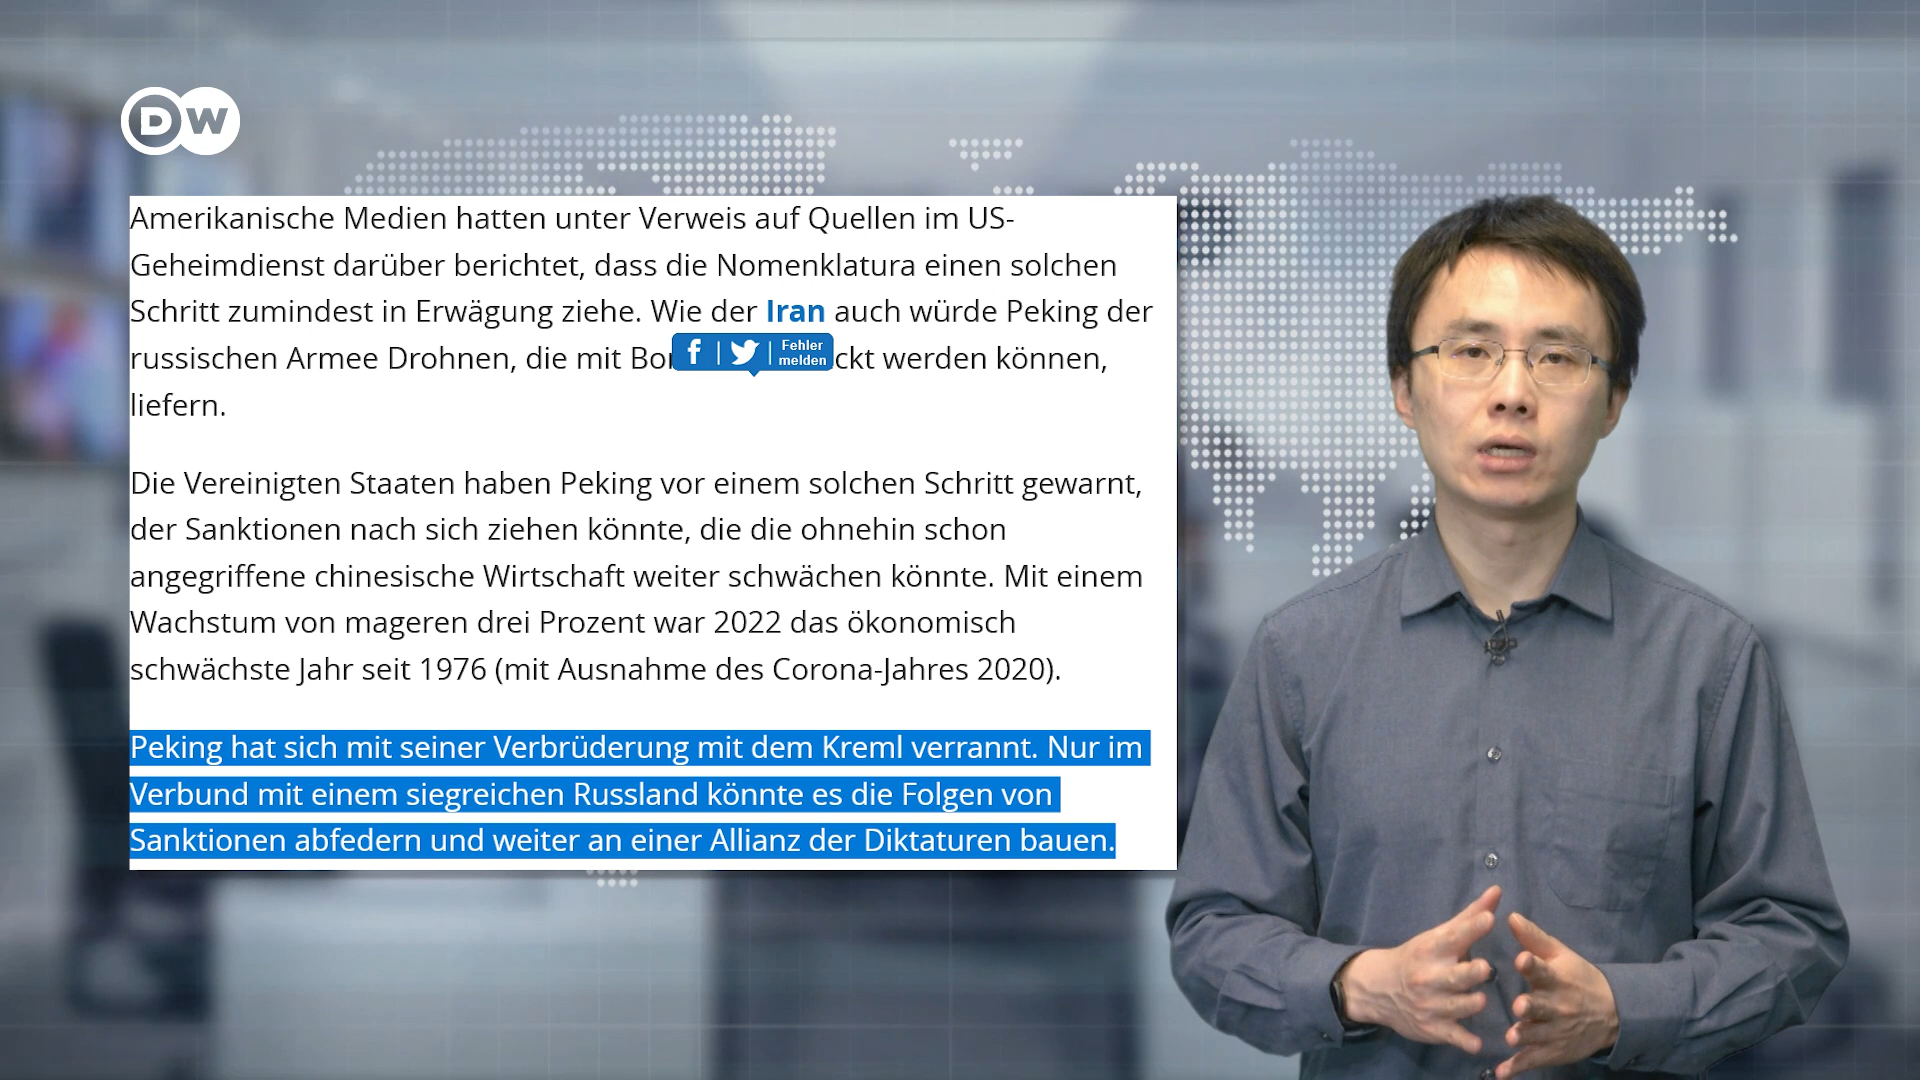 DW
Amerikanische Medien hatten unter Verweis auf Quellen im US-
Geheimdienst darüber berichtet, dass die Nomenklatura einen solchen
Schritt zumindest in Erwägung ziehe. Wie der Iran auch würde Peking der
russischen Armee Drohnen, die mit Bo ckt werden können,
f | | Fehler
melden
liefern.
Die Vereinigten Staaten haben Peking vor einem solchen Schritt gewarnt,
der Sanktionen nach sich ziehen könnte, die die ohnehin schon
angegriffene chinesische Wirtschaft weiter schwächen könnte. Mit einem
Wachstum von mageren drei Prozent war 2022 das ökonomisch
schwächste Jahr seit 1976 (mit Ausnahme des Corona-Jahres 2020).
Peking hat sich mit seiner Verbrüderung mit dem Kreml verrannt. Nur im
Verbund mit einem siegreichen Russland könnte es die Folgen von
Sanktionen abfedern und weiter an einer Allianz der Diktaturen bauen.